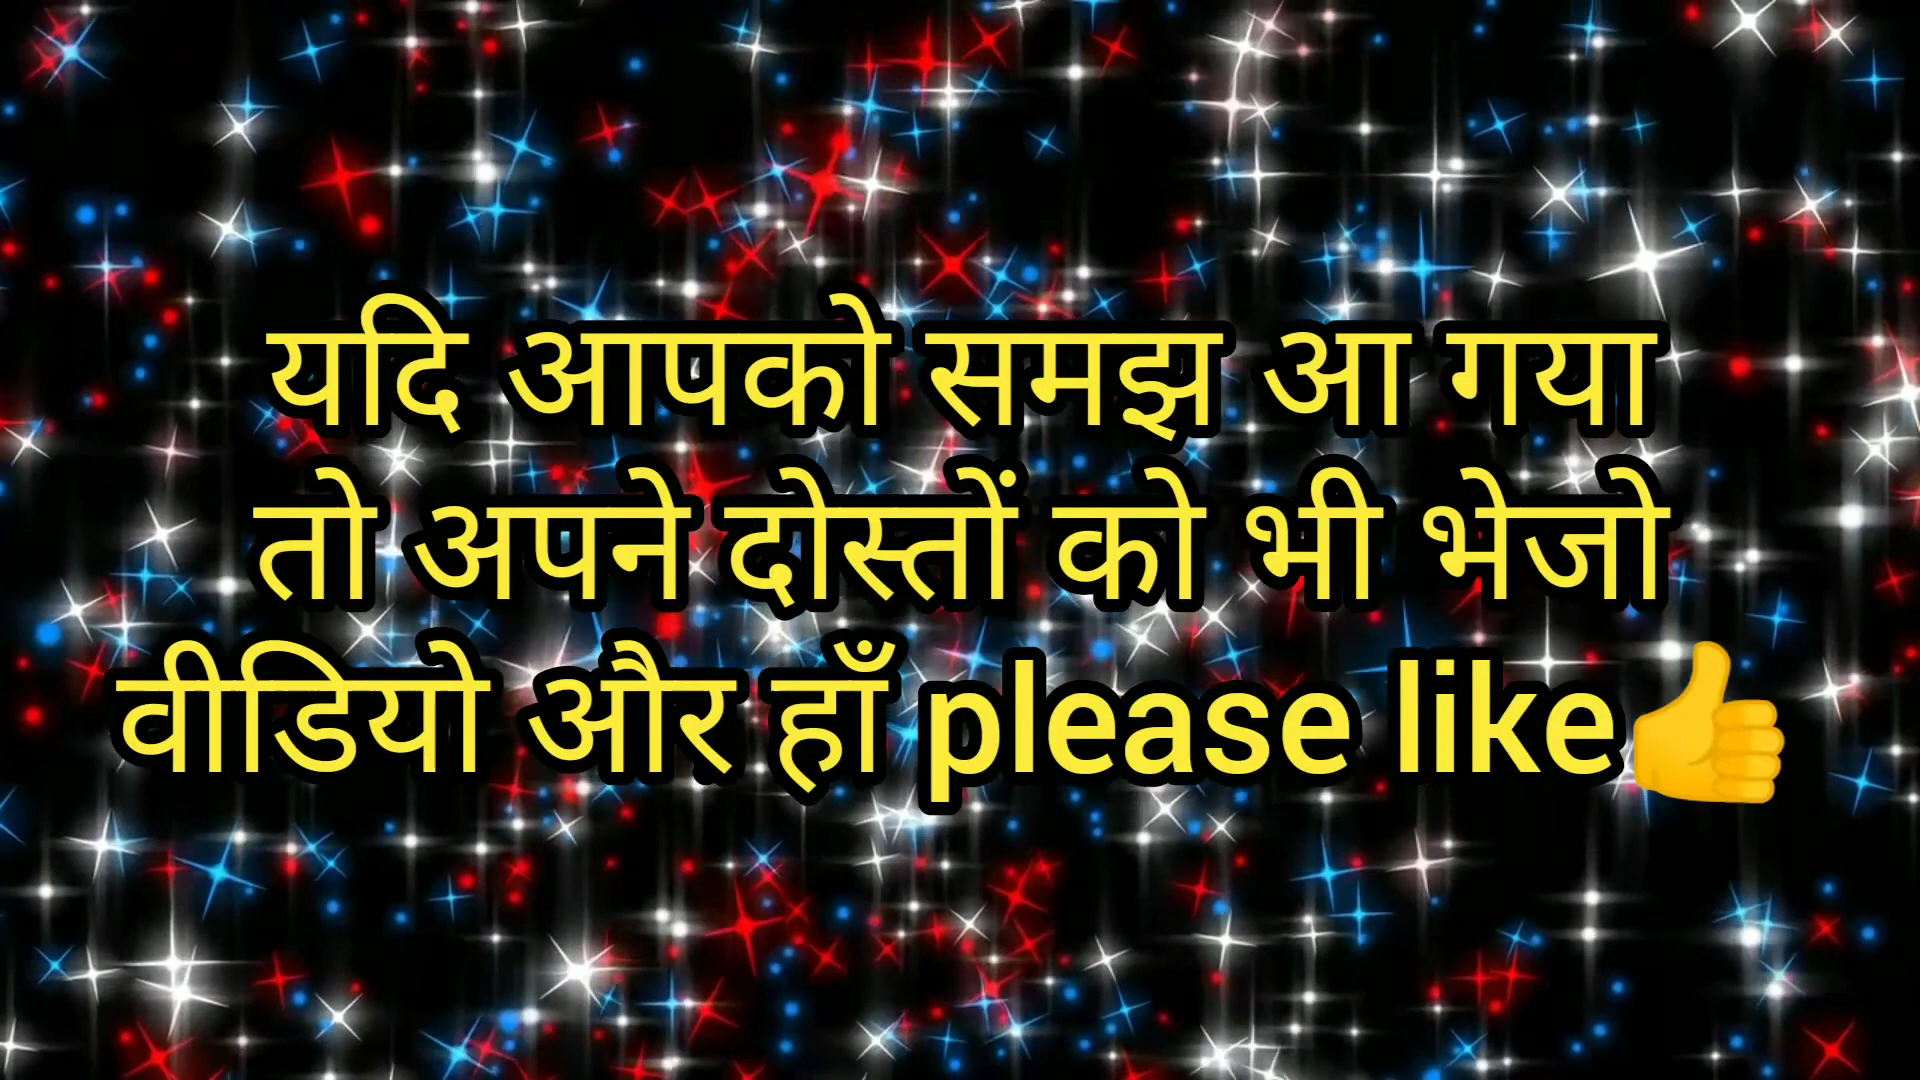 यदि आपको समझ आ गया
तो अपने दोस्तों को भी भेजो
वीडियो और हाँ please like👍